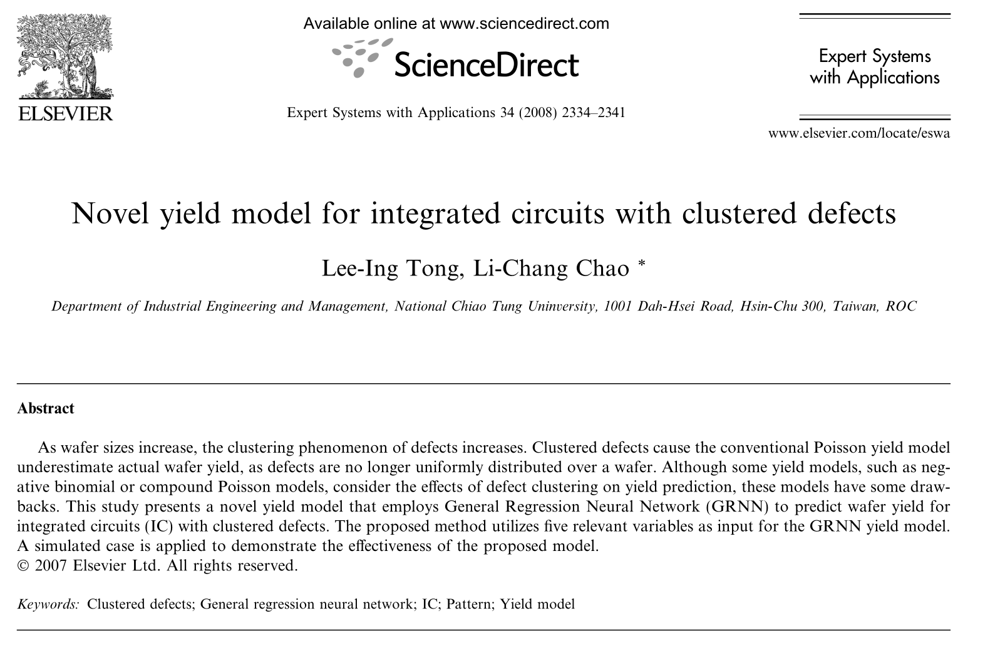 Available online at www.sciencedirect.com
NON SOLUS
ScienceDirect
ELSEVIER
Expert Systems with Applications 34 (2008) 2334–2341
Expert Systems
with Applications
www.elsevier.com/locate/eswa
Novel yield model for integrated circuits with clustered defects
Lee-Ing Tong, Li-Chang Chao *
Department of Industrial Engineering and Management, National Chiao Tung Uninversity, 1001 Dah-Hsei Road, Hsin-Chu 300, Taiwan, ROC
Abstract
As wafer sizes increase, the clustering phenomenon of defects increases. Clustered defects cause the conventional Poisson yield model
underestimate actual wafer yield, as defects are no longer uniformly distributed over a wafer. Although some yield models, such as neg-
ative binomial or compound Poisson models, consider the effects of defect clustering on yield prediction, these models have some draw-
backs. This study presents a novel yield model that employs General Regression Neural Network (GRNN) to predict wafer yield for
integrated circuits (IC) with clustered defects. The proposed method utilizes five relevant variables as input for the GRNN yield model.
A simulated case is applied to demonstrate the effectiveness of the proposed model.
© 2007 Elsevier Ltd. All rights reserved.
Keywords: Clustered defects; General regression neural network; IC; Pattern; Yield model